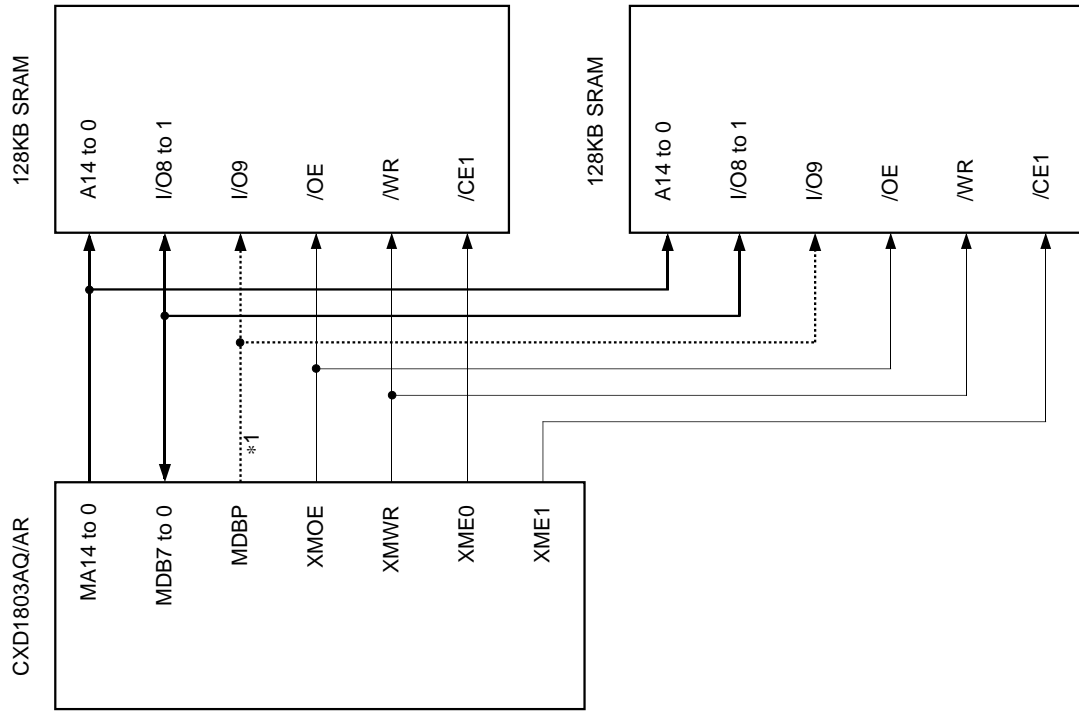 128KB SRAM
A14 to 0
I/O8 to 1
I/O9
/OE
/WR
/CE1
128KB SRAM
A14 to 0
I/O8 to 1
I/O9
/OE
/WR
/CE1
*1
CXD1803AQ/AR
MA14 to 0
MDB7 to 0
MDBP
XMOE
XMWR
XME0
XME1